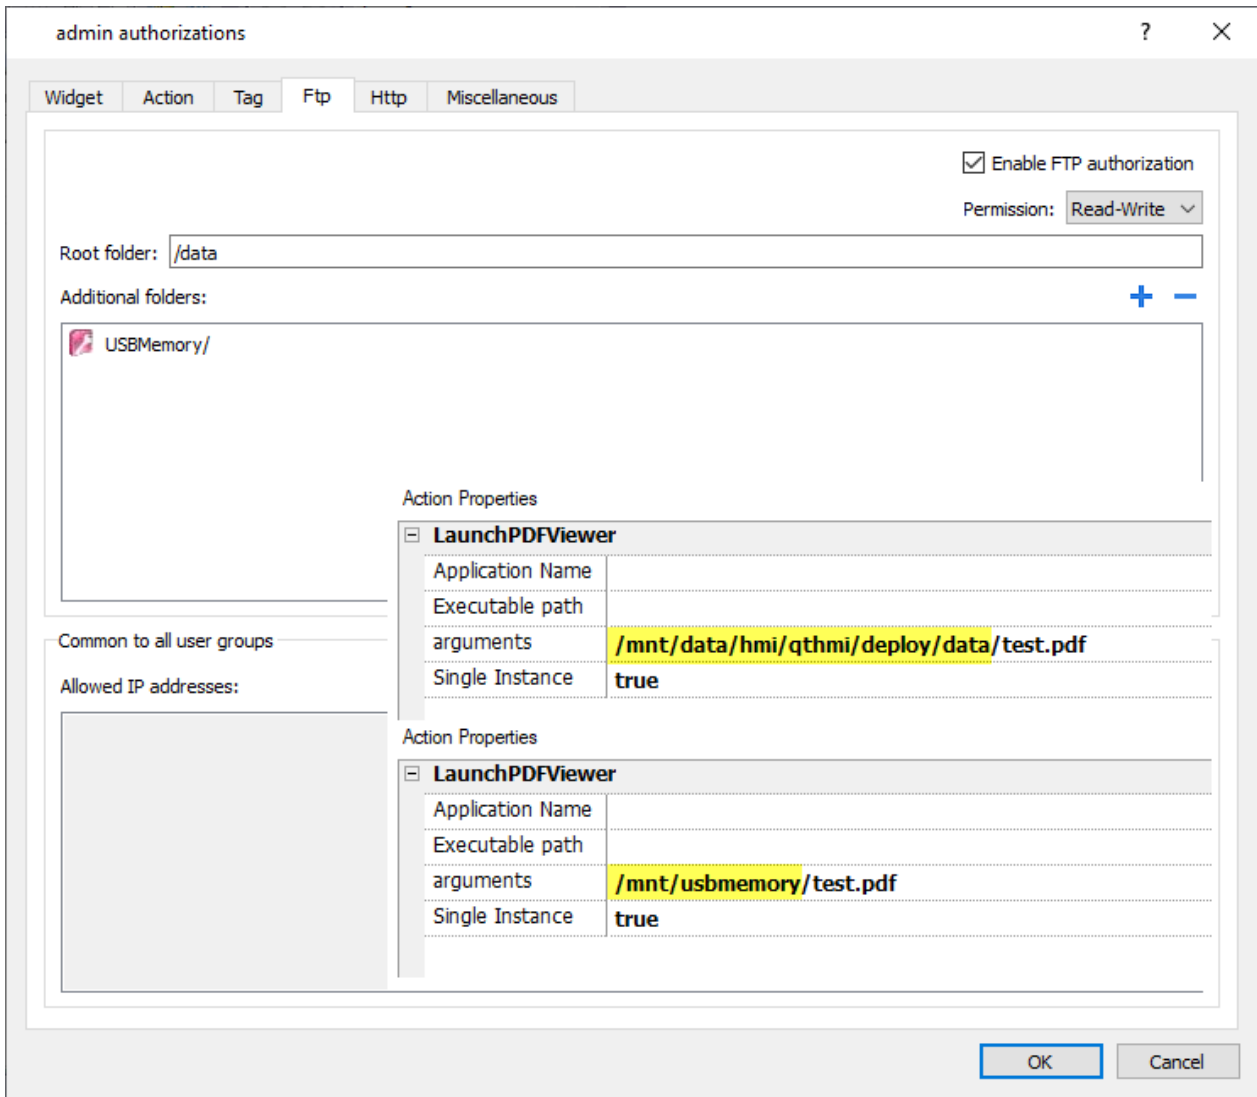 admin authorizations ?
Widget Action Tag Ftp Http Miscellaneous
Enable FTP authorization
Permission: Read-Write
Root folder: /data
Additional folders:
USBMemory/
Action Properties
LaunchPDFViewer
Application Name
Executable path
arguments /mnt/data/hmi/qthmi/deploy/data/test.pdf
Single Instance true
Common to all user groups
Allowed IP addresses:
Action Properties
LaunchPDFViewer
Application Name
Executable path
arguments /mnt/usbmemory/test.pdf
Single Instance true
OK Cancel